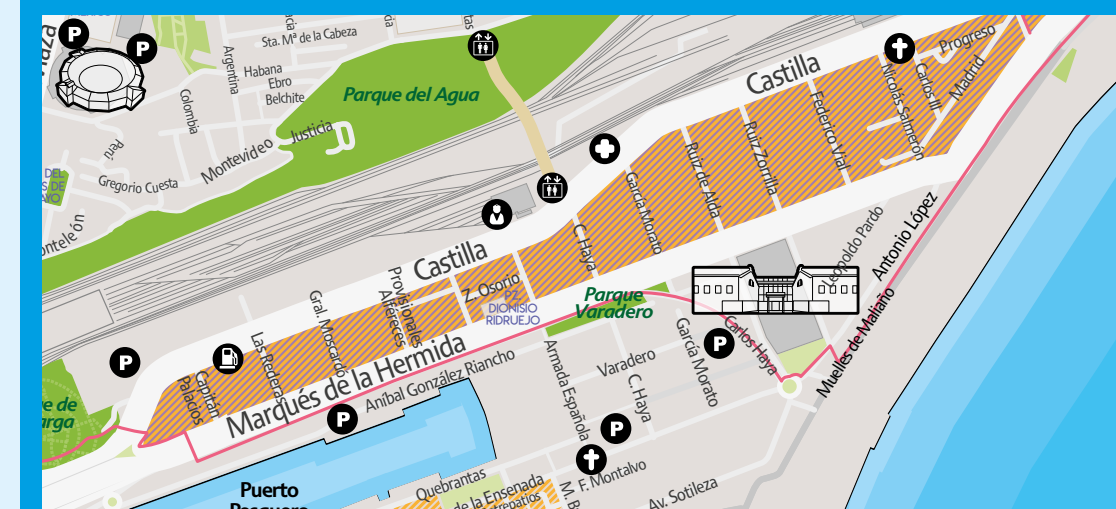 P
P
Sta. Mª de la Cabeza
Argentina
Habana
Ebro
Belchite
Colombia
Perú
Montevideo
Justicia
Gregorio Cuesta
Parque del Agua
Castilla
Progreso
Carlos III
Madrid
Nicolás Salmerón
Federico Vial
Ruiz Zorrilla
Ruiz de Alda
García Morato
C. Haya
Castilla
Z. Osorio
Provisionales
Alféreces
Gral. Moscardó
Las Rederas
Capitán
Palacios
P
P
Marqués de la Hermida
Aníbal González Riancho
PZ.
DIONISIO
RIDRUEJO
Parque
Varadero
Leopoldo Pardo
Antonio López
Muelles de Maliaño
Carlos Haya
García Morato
P
Varadero
C. Haya
Armada Española
P
F. Montalvo
Av. Sotileza
Quebrantas
de la Ensenada
Puerto
Pesquero